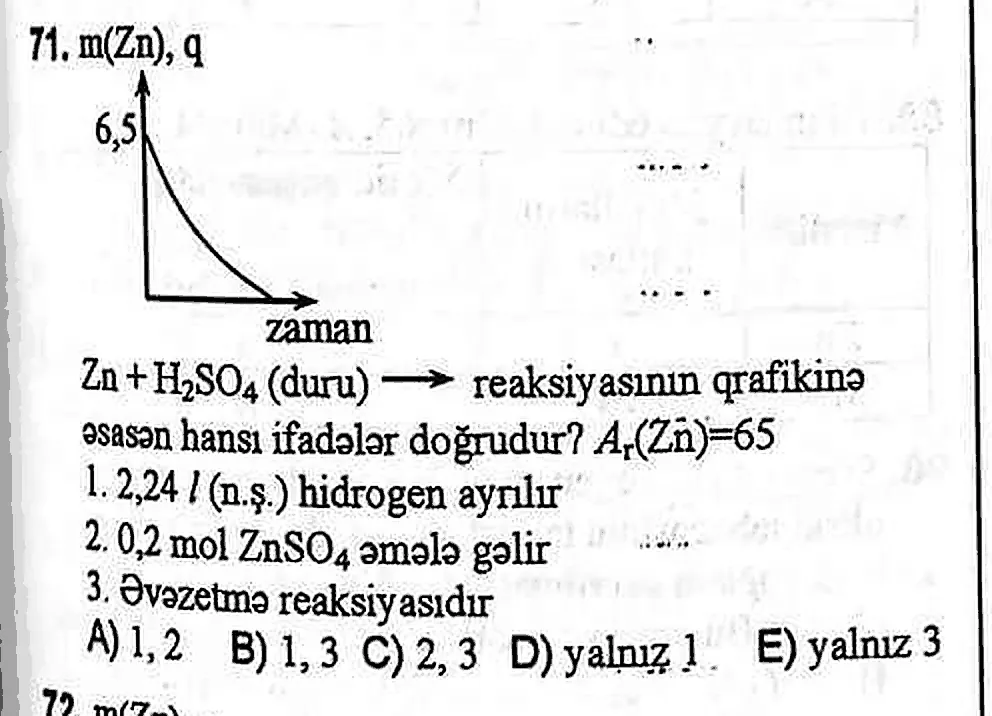 71. m(Zn), q
6,5
zaman
Zn + H₂SO₄ (duru) ⟶ reaksiyasının qrafikinə
əsasən hansı ifadələr doğrudur? Aᵣ(Zn)=65
1. 2,24 l (n.ş.) hidrogen ayrılır
2. 0,2 mol ZnSO₄ əmələ gəlir
3. Əvəzetmə reaksiyasıdır
A) 1, 2 B) 1, 3 C) 2, 3 D) yalnız 1 E) yalnız 3
72. m(Zn)